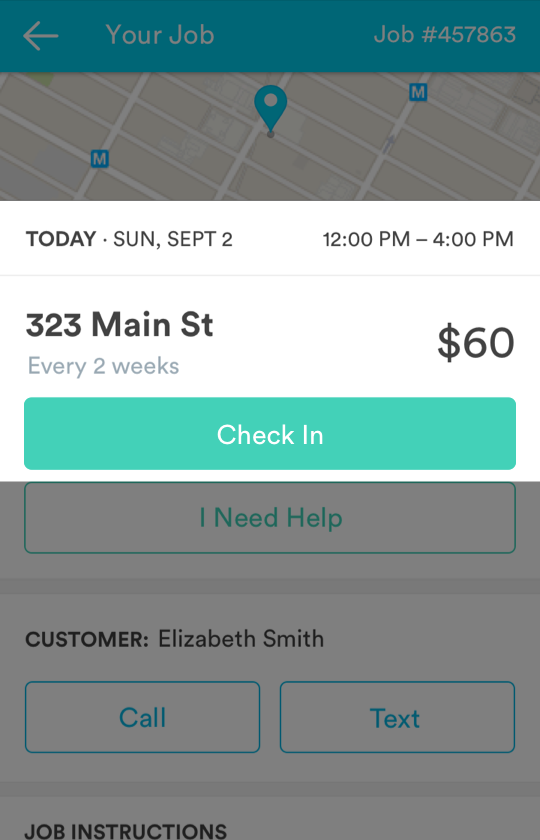 Your Job
Job #457863
M
M
TODAY · SUN, SEPT 2
12:00 PM – 4:00 PM
323 Main St
$60
Every 2 weeks
Check In
I Need Help
CUSTOMER: Elizabeth Smith
Call
Text
JOB INSTRUCTIONS